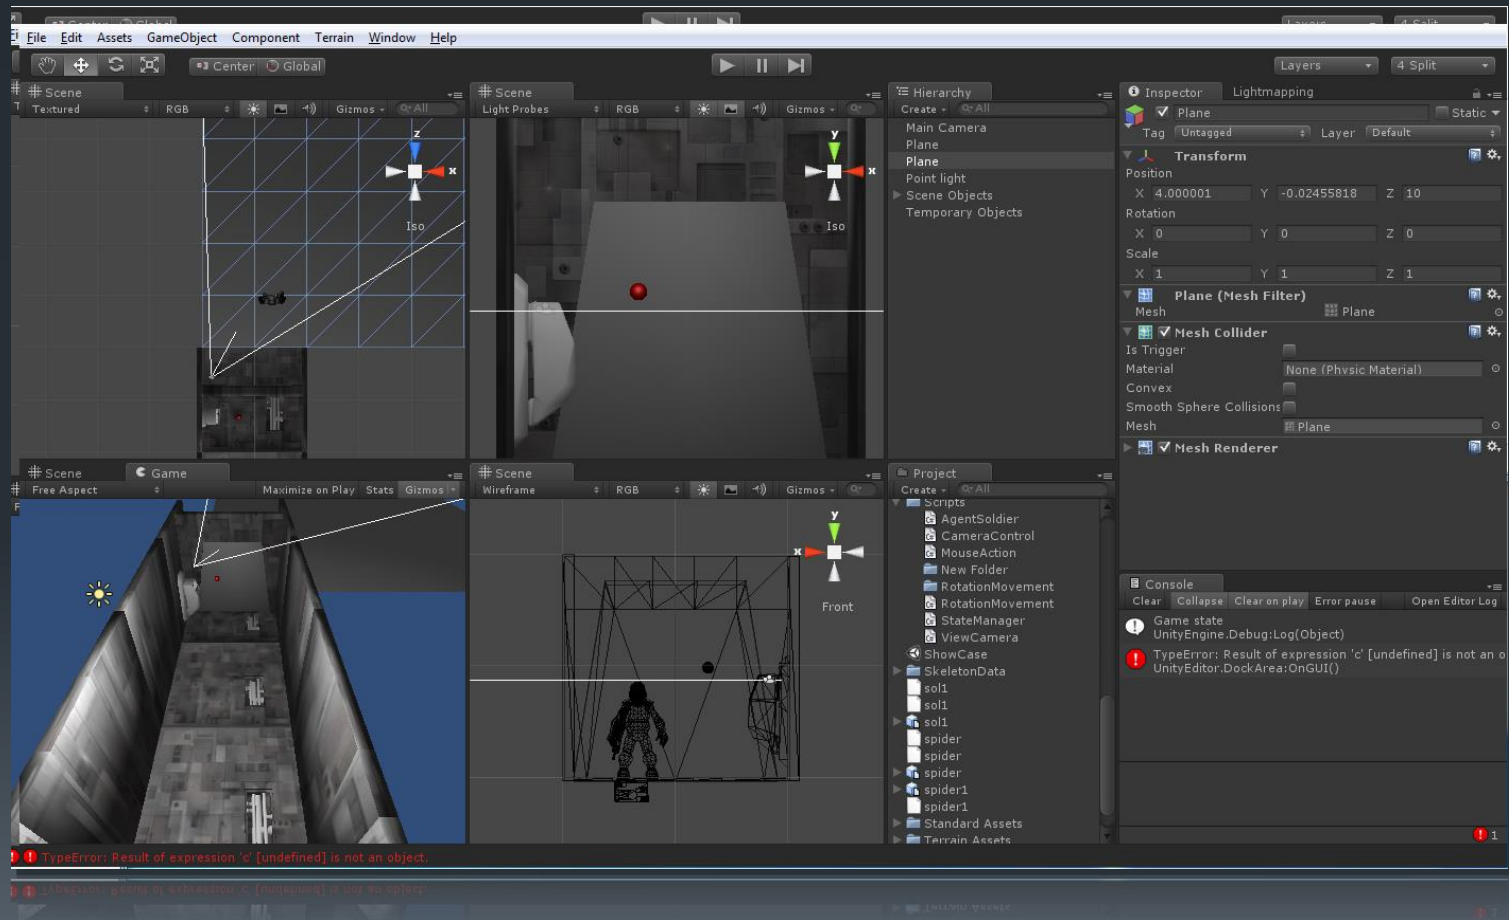 File Edit Assets GameObject Component Terrain Window Help
Center Global
Layers 4 Split
Scene
Textured RGB Gizmos All
z
x
Iso
Scene
Light Probes RGB Gizmos
y
x
Iso
Hierarchy
Create All
Main Camera
Plane
Plane
Point light
Scene Objects
Temporary Objects
Inspector Lightmapping
Plane Static
Tag Untagged Layer Default
Transform
Position
X 4.000001 Y -0.02455818 Z 10
Rotation
X 0 Y 0 Z 0
Scale
X 1 Y 1 Z 1
Plane (Mesh Filter)
Mesh Plane
Mesh Collider
Is Trigger
Material None (Physic Material)
Convex
Smooth Sphere Collisions
Mesh Plane
Mesh Renderer
Scene Game
Free Aspect Maximize on Play Stats Gizmos
Scene
Wireframe RGB Gizmos
y
x
Front
Project
Create All
Scripts
AgentSoldier
CameraControl
MouseAction
New Folder
RotationMovement
RotationMovement
StateManager
ViewCamera
ShowCase
SkeletonData
sol1
sol1
sol1
spider
spider
spider
spider1
spider1
Standard Assets
Terrain Assets
Console
Clear Collapse Clear on play Error pause Open Editor Log
Game state
UnityEngine.Debug:Log(Object)
TypeError: Result of expression 'c' [undefined] is not an o
UnityEditor.DockArea:OnGUI()
1
TypeError: Result of expression 'c' [undefined] is not an object.